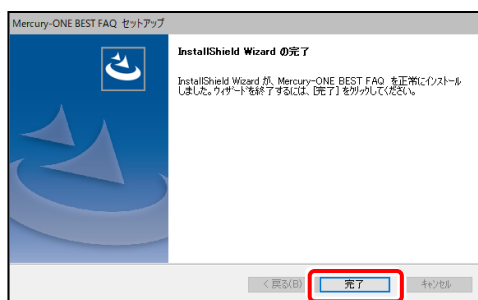 Mercury-ONE BEST FAQ セットアップ
InstallShield Wizard の完了
InstallShield Wizard が、Mercury-ONE BEST FAQ を正常にインストール
しました。ウィザードを終了するには、[完了] をクリックしてください。
< 戻る(B)
完了
キャンセル